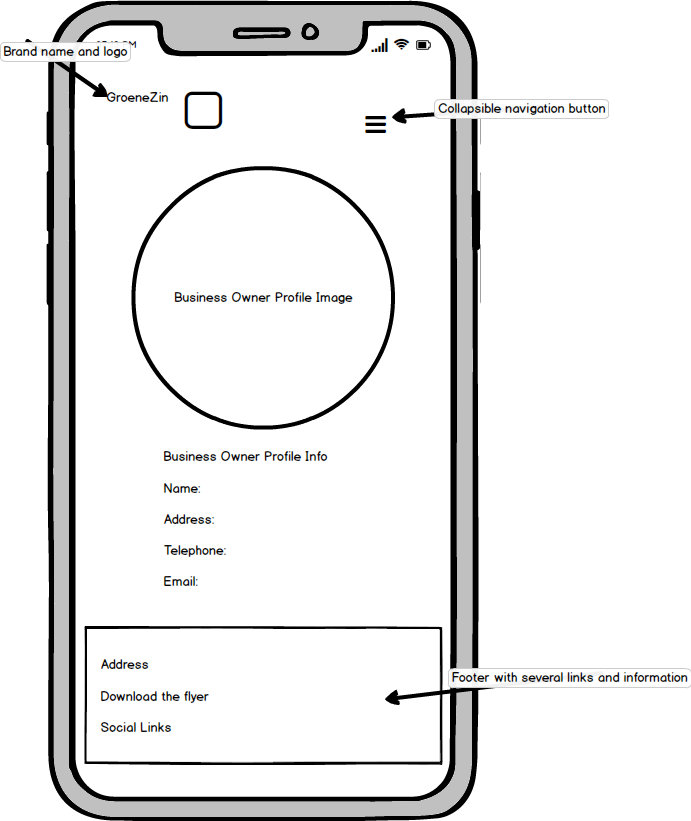 Brand name and logo
GroeneZin
Collapsible navigation button
Business Owner Profile Image
Business Owner Profile Info
Name:
Address:
Telephone:
Email:
Address
Footer with several links and information
Download the flyer
Social Links